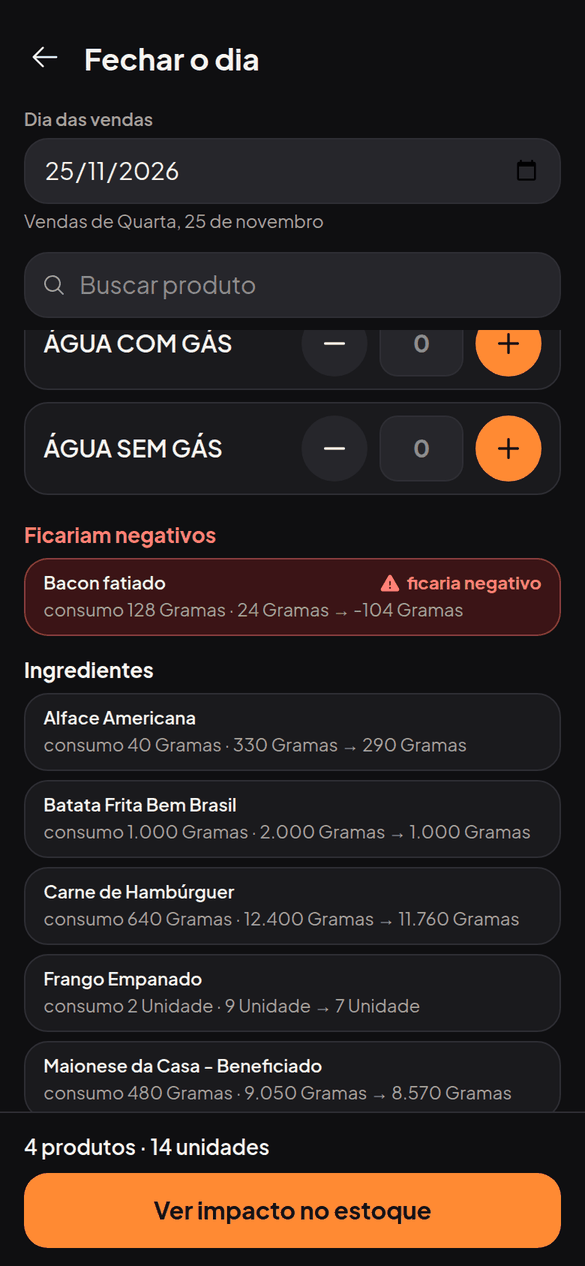 Fechar o dia
Dia das vendas
25/11/2026
Vendas de Quarta, 25 de novembro
Buscar produto
ÁGUA COM GÁS − 0 +
ÁGUA SEM GÁS − 0 +
Ficariam negativos
Bacon fatiado ficaria negativo
consumo 128 Gramas · 24 Gramas → -104 Gramas
Ingredientes
Alface Americana
consumo 40 Gramas · 330 Gramas → 290 Gramas
Batata Frita Bem Brasil
consumo 1.000 Gramas · 2.000 Gramas → 1.000 Gramas
Carne de Hambúrguer
consumo 640 Gramas · 12.400 Gramas → 11.760 Gramas
Frango Empanado
consumo 2 Unidade · 9 Unidade → 7 Unidade
Maionese da Casa - Beneficiado
consumo 480 Gramas · 9.050 Gramas → 8.570 Gramas
4 produtos · 14 unidades
Ver impacto no estoque